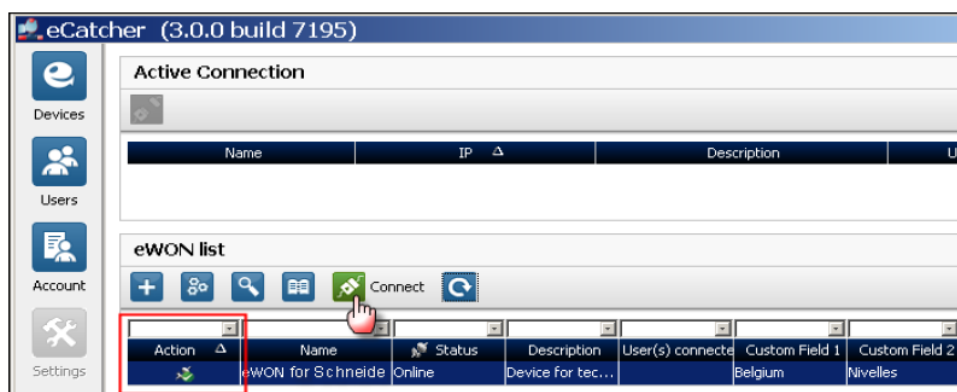 eCatcher (3.0.0 build 7195)
Devices
Users
Account
Settings
Active Connection
Name IP Description U
eWON list
Connect
Action Name Status Description User(s) connecte Custom Field 1 Custom Field 2
eWON for Schneide Online Device for tec... Belgium Nivelles